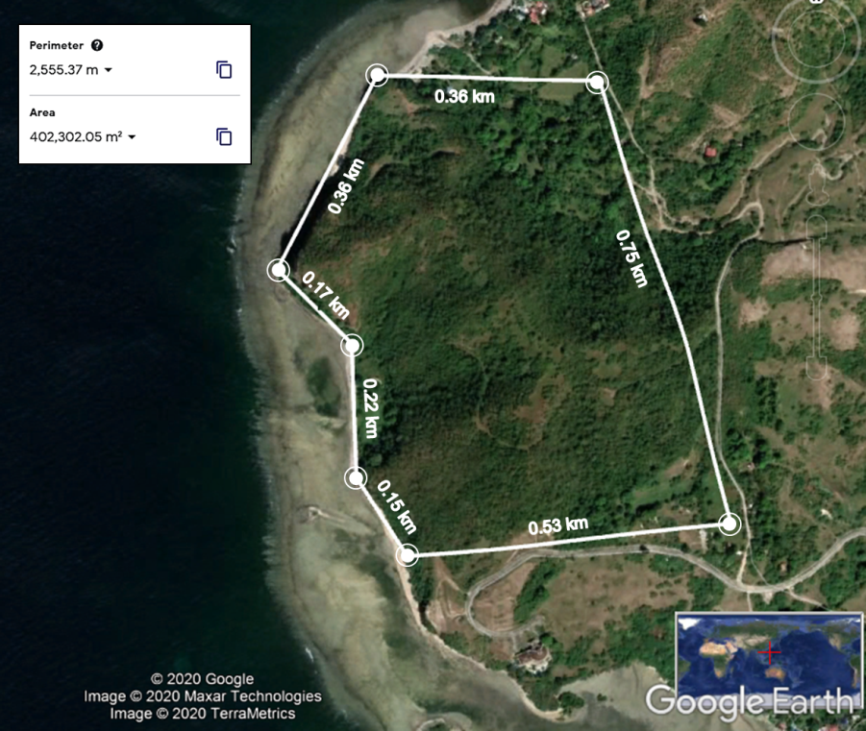 Perimeter ?
2,555.37 m
Area
402,302.05 m²
0.36 km
0.36 km
0.75 km
0.17 km
0.22 km
0.15 km
0.53 km
© 2020 Google
Image © 2020 Maxar Technologies
Image © 2020 TerraMetrics
Google Earth